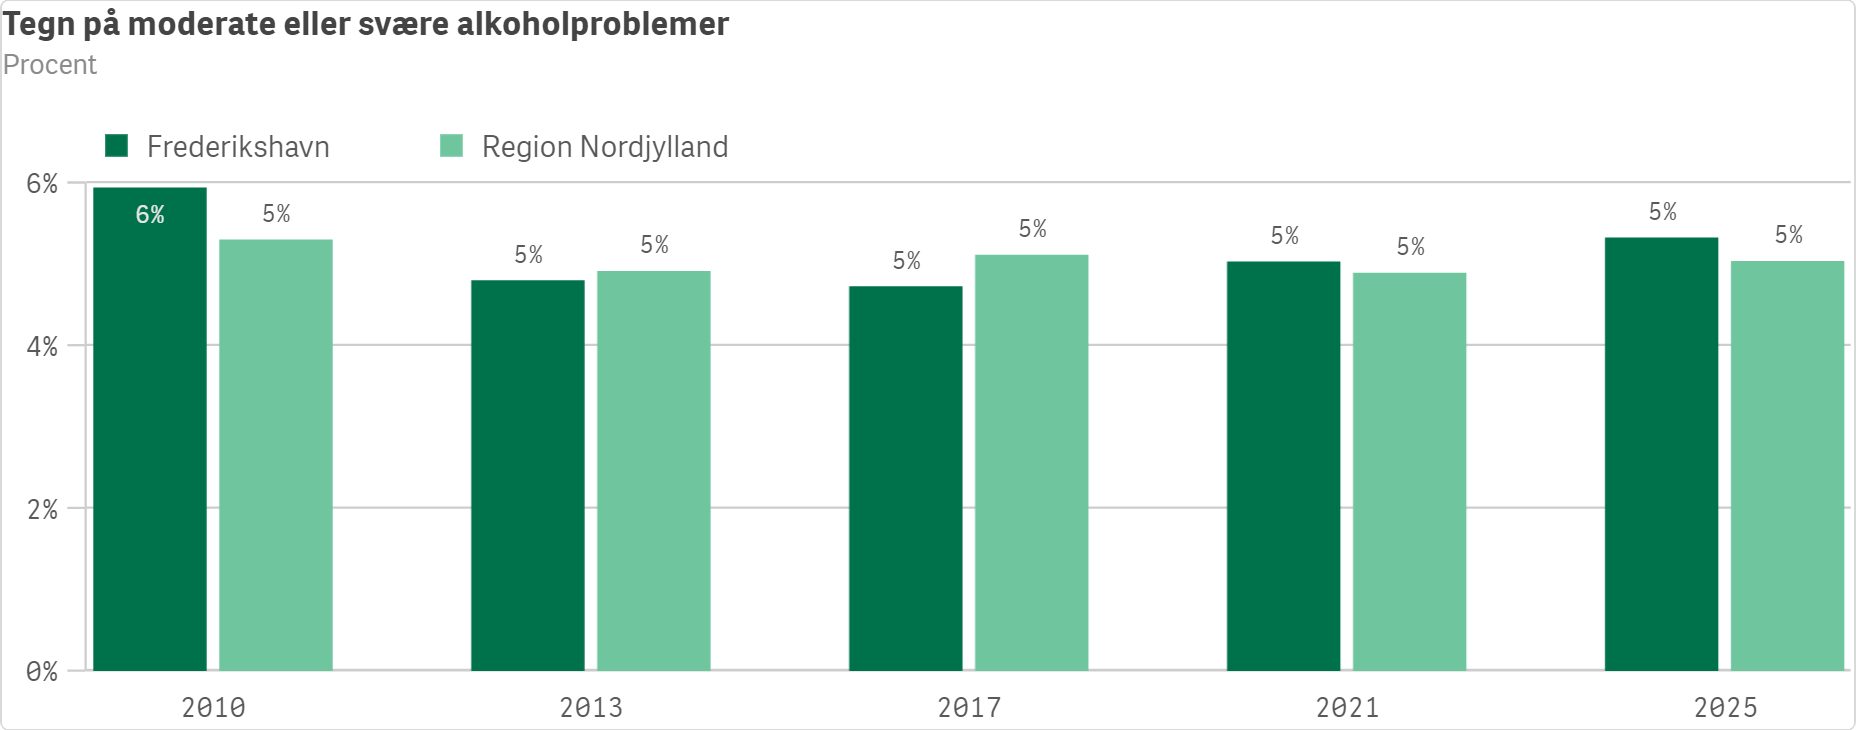 Tegn på moderate eller svære alkoholproblemer
Procent
Frederikshavn Region Nordjylland
6%
6% 5% 5% 5% 5% 5% 5% 5% 5% 5%
4%
2%
0%
2010 2013 2017 2021 2025